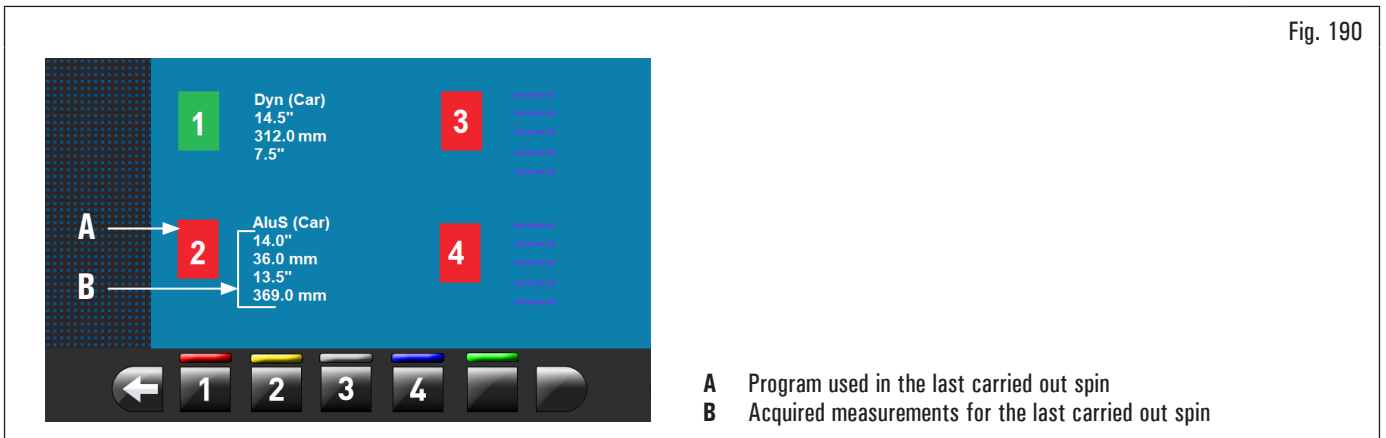 Fig. 190
1
Dyn (Car)
14.5"
312.0 mm
7.5"
3
-----
-----
-----
-----
-----
A
2
AluS (Car)
14.0"
36.0 mm
13.5"
369.0 mm
B
4
-----
-----
-----
-----
-----
1 2 3 4
A Program used in the last carried out spin
B Acquired measurements for the last carried out spin